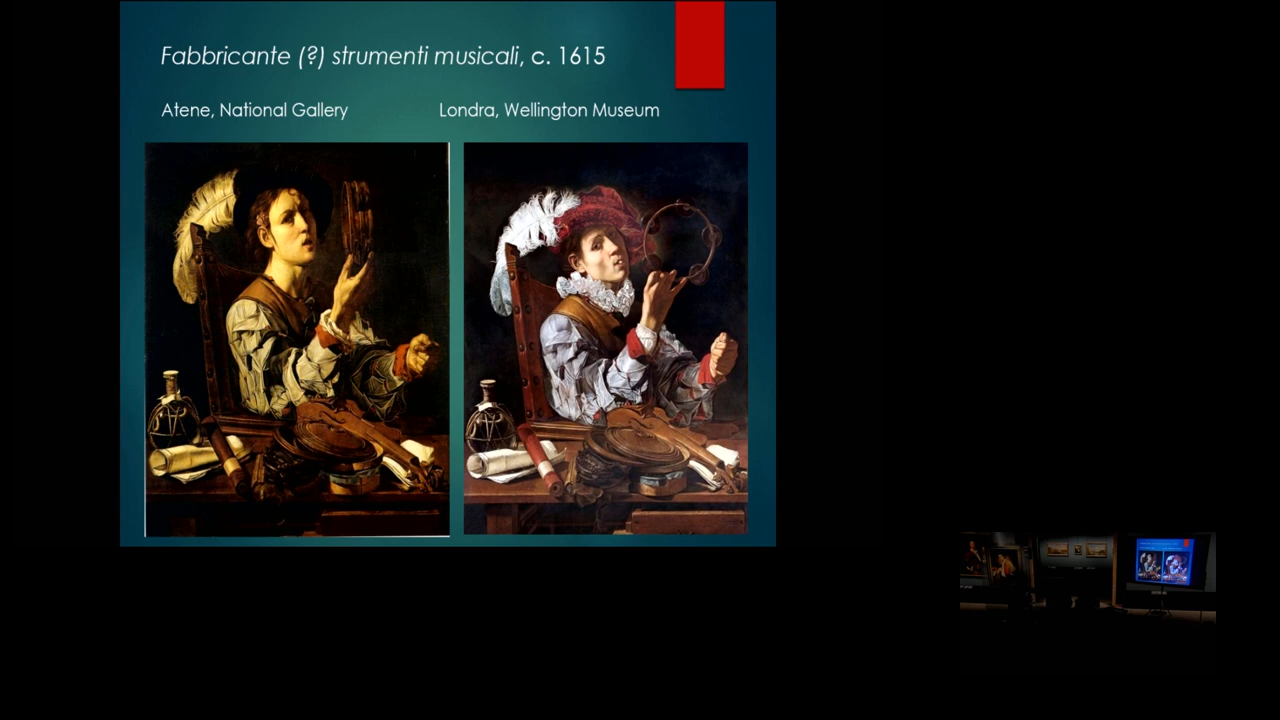 Fabbricante (?) strumenti musicali, c. 1615
Atene, National Gallery
Londra, Wellington Museum